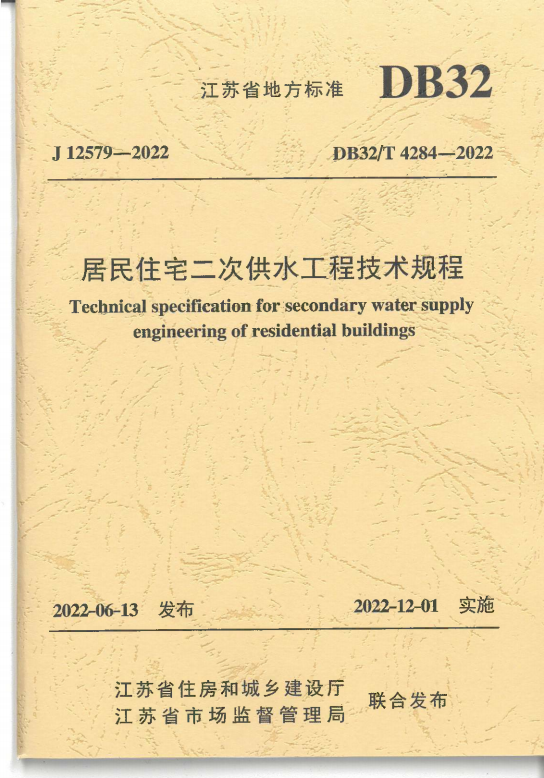 江苏省地方标准 DB32
J 12579—2022 DB32/T 4284—2022
居民住宅二次供水工程技术规程
Technical specification for secondary water supply
engineering of residential buildings
2022-06-13 发布 2022-12-01 实施
江苏省住房和城乡建设厅
江苏省市场监督管理局 联合发布